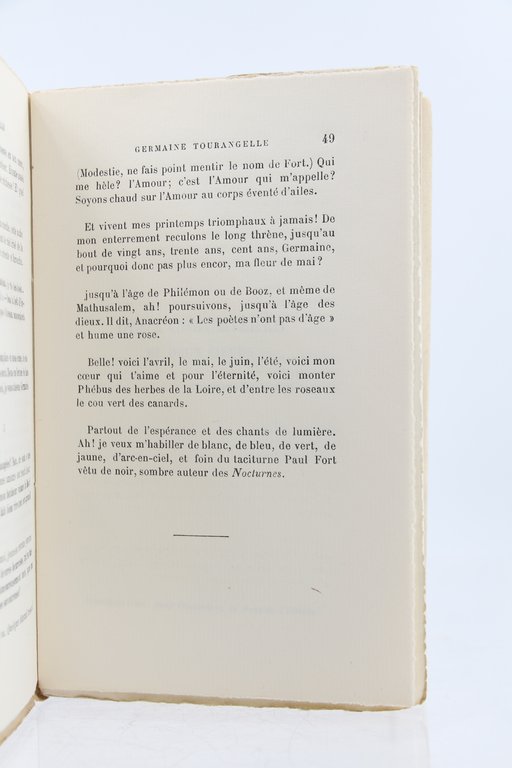 GERMAINE TOURANGELLE 49
(Modestie, ne fais point mentir le nom de Fort.) Qui
me hèle? l'Amour; c'est l'Amour qui m'appelle?
Soyons chaud sur l'Amour au corps éventé d'ailes.
Et vivent mes printemps triomphaux à jamais! De
mon enterrement reculons le long thrène, jusqu'au
bout de vingt ans, trente ans, cent ans, Germaine,
et pourquoi donc pas plus encor, ma fleur de mai?
jusqu'à l'âge de Philémon ou de Booz, et même de
Mathusalem, ah! poursuivons, jusqu'à l'âge des
dieux. Il dit, Anacréon : « Les poètes n'ont pas d'âge »
et hume une rose.
Belle! voici l'avril, le mai, le juin, l'été, voici mon
cœur qui t'aime et pour l'éternité, voici monter
Phébus des herbes de la Loire, et d'entre les roseaux
le cou vert des canards.
Partout de l'espérance et des chants de lumière.
Ah! je veux m'habiller de blanc, de bleu, de vert, de
jaune, d'arc-en-ciel, et foin du taciturne Paul Fort
vêtu de noir, sombre auteur des Nocturnes.